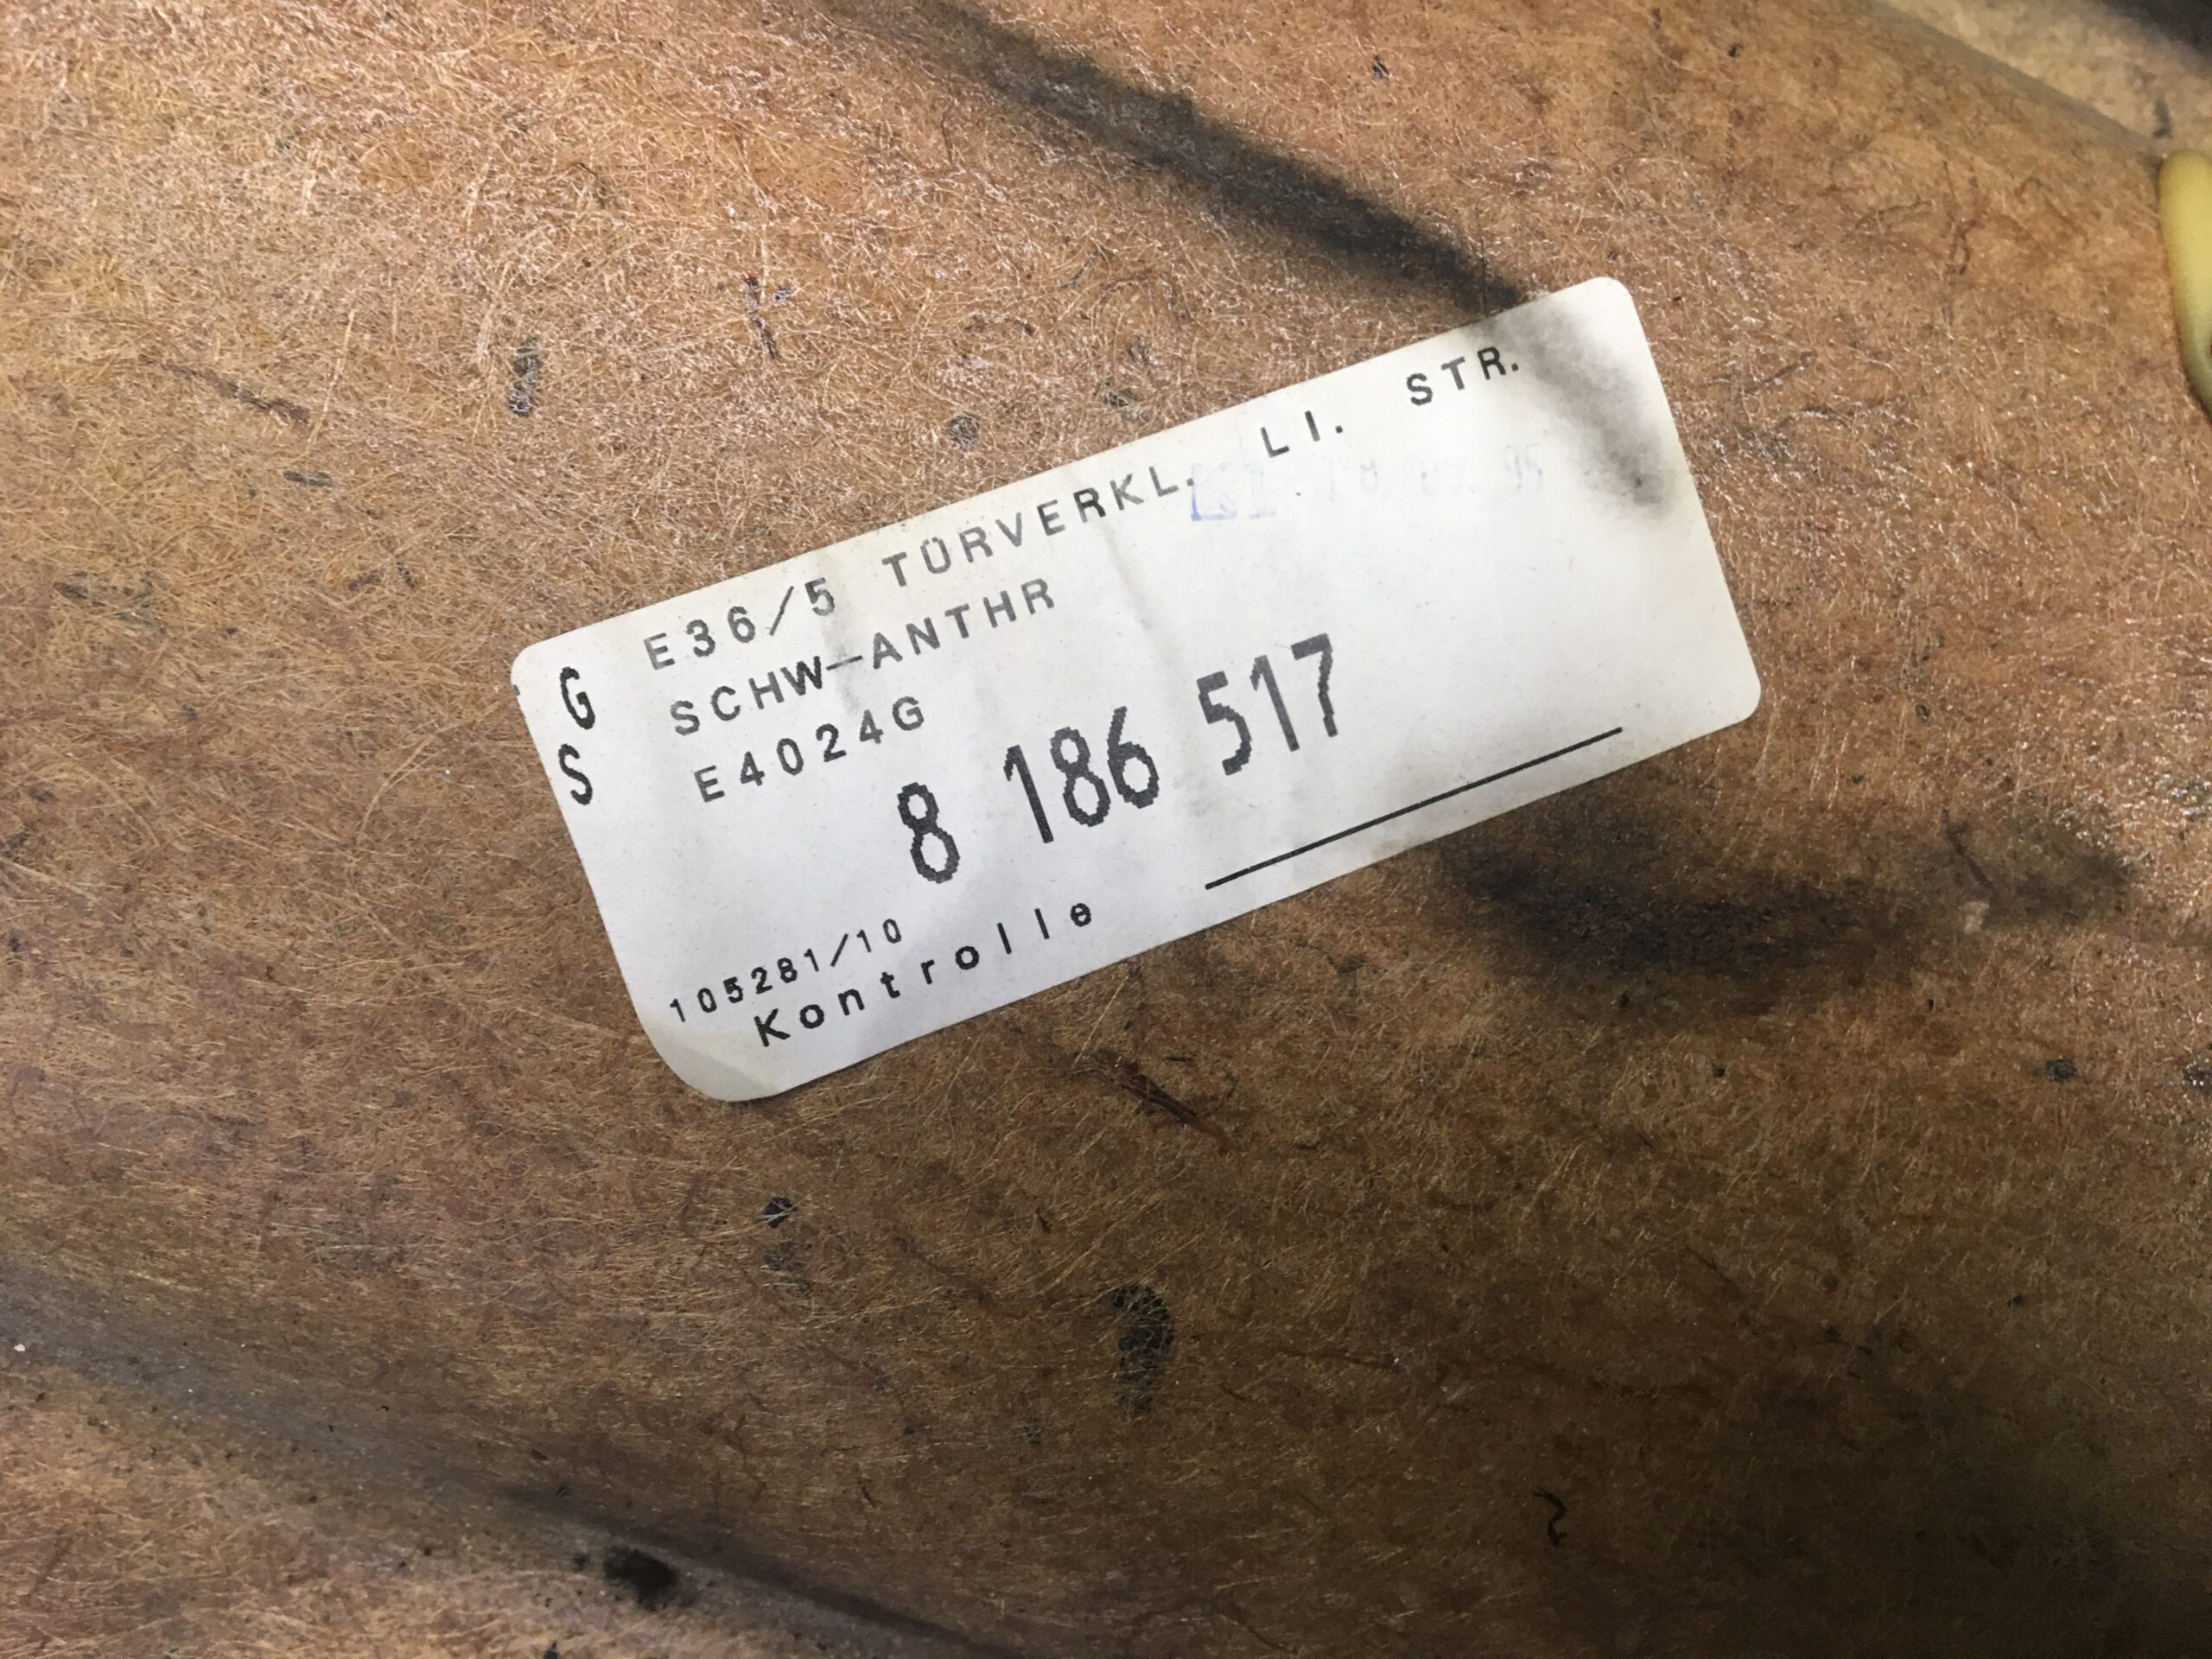 G E36/5 TÜRVERKL. LI. STR.
S SCHW-ANTHR
E4024G
8 186 517
105281/10
Kontrolle